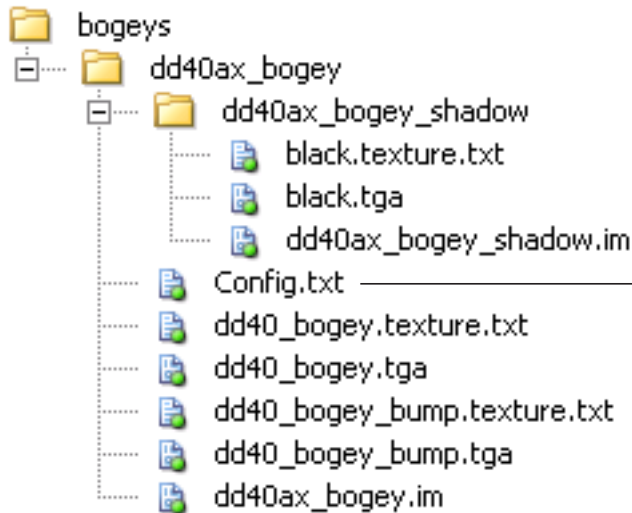 bogeys
dd40ax_bogey
dd40ax_bogey_shadow
black.texture.txt
black.tga
dd40ax_bogey_shadow.im
Config.txt
dd40_bogey.texture.txt
dd40_bogey.tga
dd40_bogey_bump.texture.txt
dd40_bogey_bump.tga
dd40ax_bogey.im